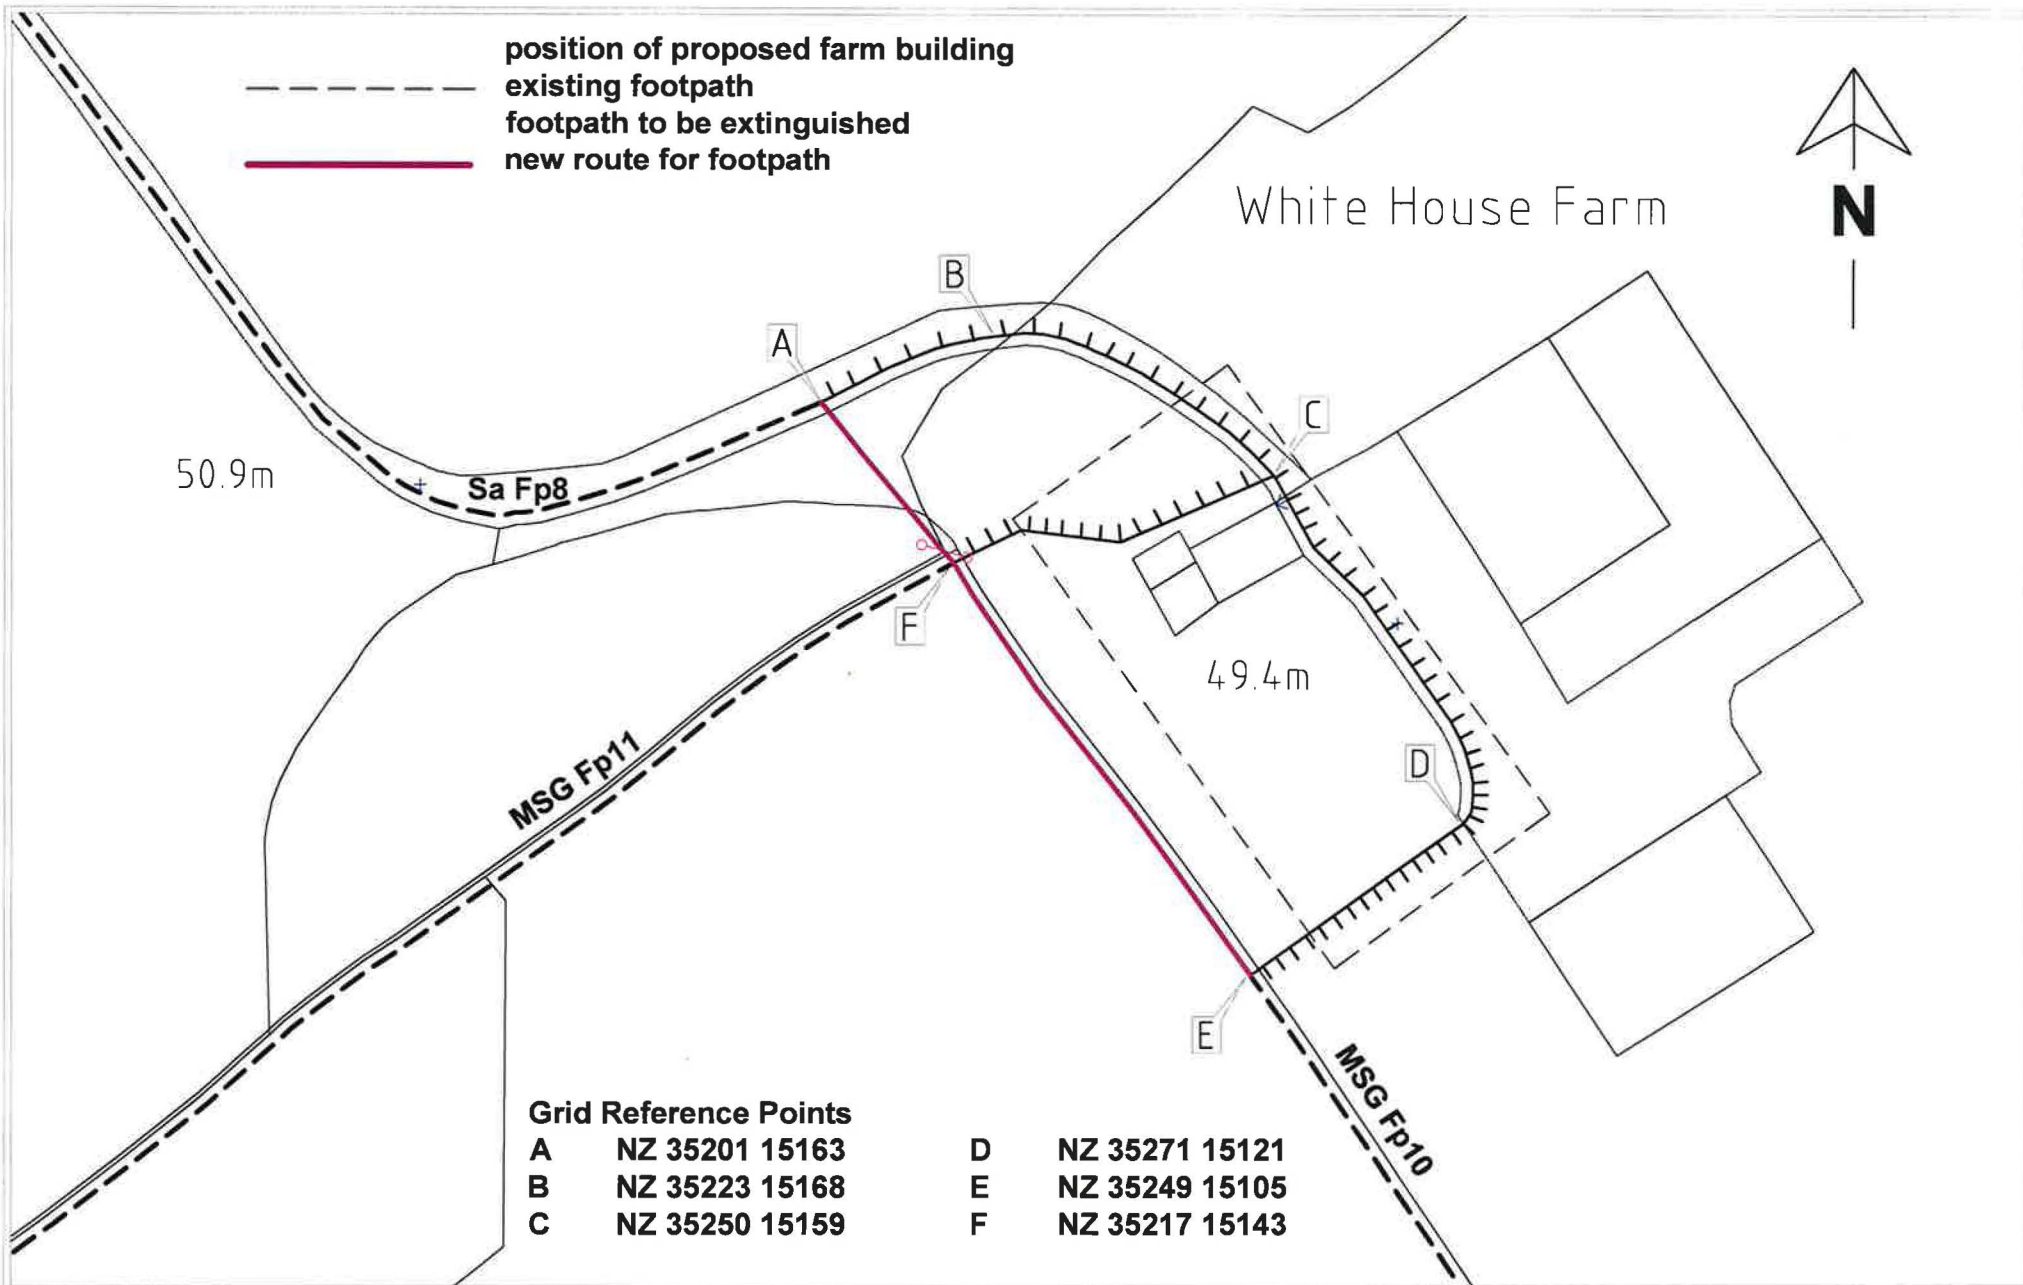 position of proposed farm building
existing footpath
footpath to be extinguished
new route for footpath
White House Farm
N
B
A
C
50.9m
Sa Fp8
F
49.4m
MSG Fp11
D
E
MSG Fp10
Grid Reference Points
A NZ 35201 15163 D NZ 35271 15121
B NZ 35223 15168 E NZ 35249 15105
C NZ 35250 15159 F NZ 35217 15143